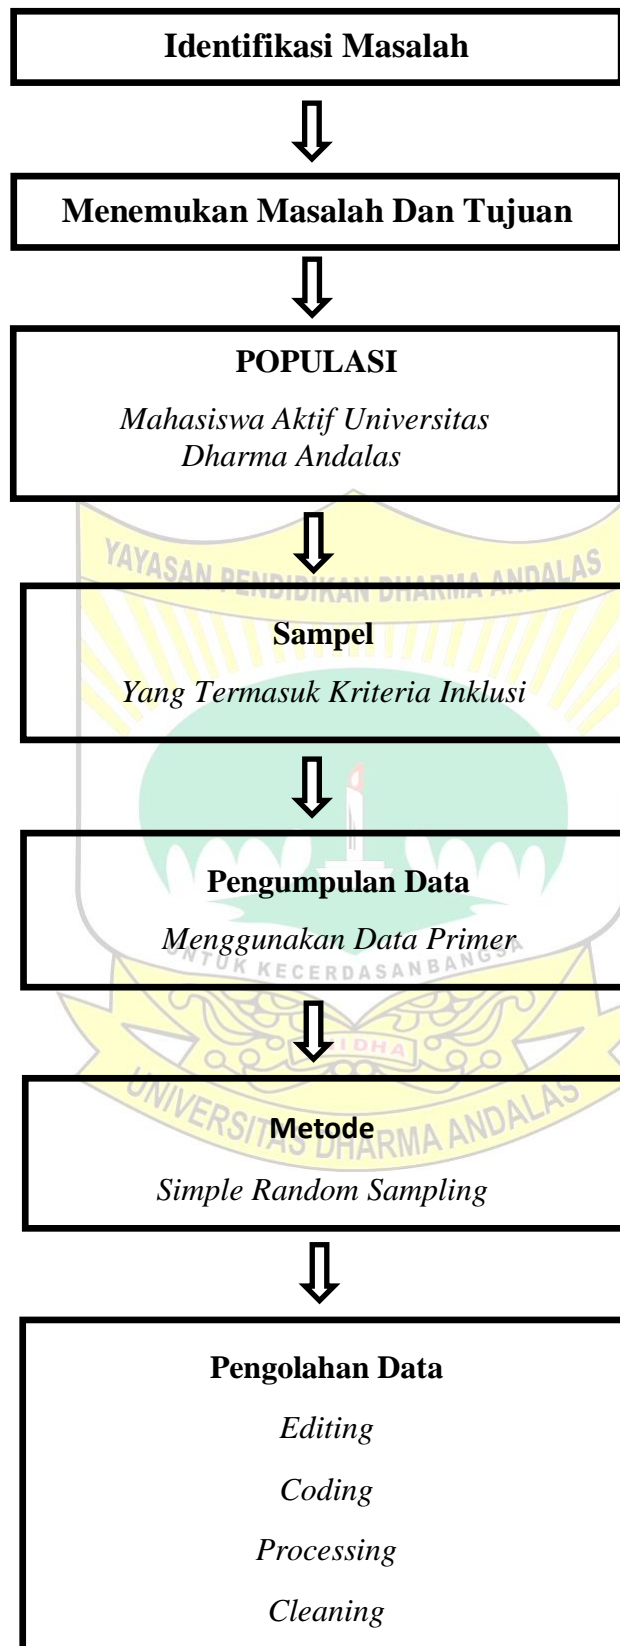 Identifikasi Masalah
Menemukan Masalah Dan Tujuan
POPULASI
Mahasiswa Aktif Universitas
Dharma Andalas
YAYASAN PENDIDIKAN DHARMA ANDALAS
Sampel
Yang Termasuk Kriteria Inklusi
Pengumpulan Data
Menggunakan Data Primer
UNTUK KECERDASAN BANGSA
UNIVERSITAS DHARMA ANDALAS
Metode
Simple Random Sampling
Pengolahan Data
Editing
Coding
Processing
Cleaning